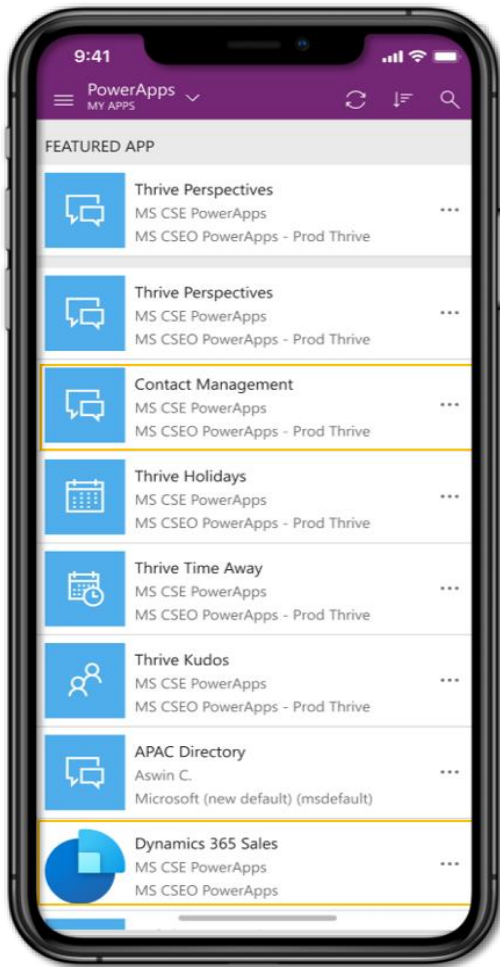 9:41
PowerApps
MY APPS
FEATURED APP
Thrive Perspectives
MS CSE PowerApps
MS CSEO PowerApps - Prod Thrive
Thrive Perspectives
MS CSE PowerApps
MS CSEO PowerApps - Prod Thrive
Contact Management
MS CSE PowerApps
MS CSEO PowerApps - Prod Thrive
Thrive Holidays
MS CSE PowerApps
MS CSEO PowerApps - Prod Thrive
Thrive Time Away
MS CSE PowerApps
MS CSEO PowerApps - Prod Thrive
Thrive Kudos
MS CSE PowerApps
MS CSEO PowerApps - Prod Thrive
APAC Directory
Aswin C.
Microsoft (new default) (msdefault)
Dynamics 365 Sales
MS CSE PowerApps
MS CSEO PowerApps